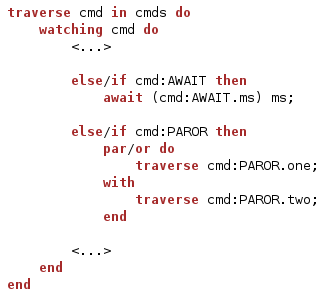 traverse cmd in cmds do
    watching cmd do
        <...>

        else/if cmd:AWAIT then
            await (cmd:AWAIT.ms) ms;

        else/if cmd:PAROR then
            par/or do
                traverse cmd:PAROR.one;
            with
                traverse cmd:PAROR.two;
            end

        <...>
    end
end